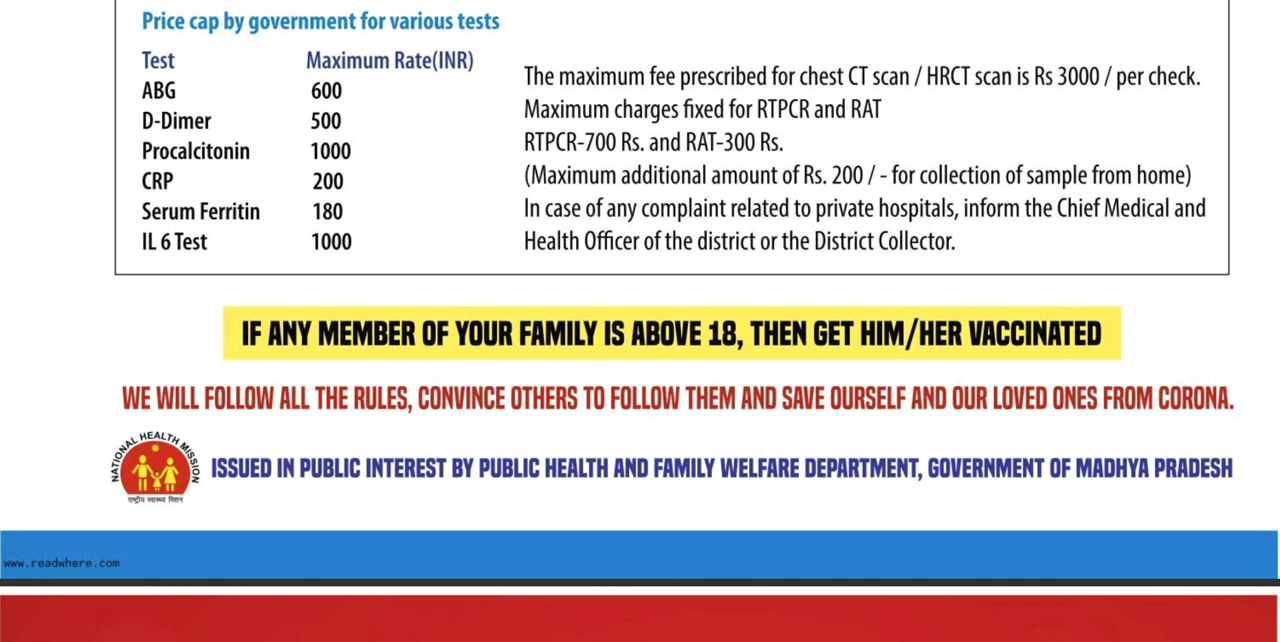 Price cap by government for various tests
Test Maximum Rate(INR)
ABG 600
D-Dimer 500
Procalcitonin 1000
CRP 200
Serum Ferritin 180
IL 6 Test 1000
The maximum fee prescribed for chest CT scan / HRCT scan is Rs 3000 / per check.
Maximum charges fixed for RTPCR and RAT
RTPCR-700 Rs. and RAT-300 Rs.
(Maximum additional amount of Rs. 200 / - for collection of sample from home)
In case of any complaint related to private hospitals, inform the Chief Medical and
Health Officer of the district or the District Collector.
IF ANY MEMBER OF YOUR FAMILY IS ABOVE 18, THEN GET HIM/HER VACCINATED
WE WILL FOLLOW ALL THE RULES, CONVINCE OTHERS TO FOLLOW THEM AND SAVE OURSELF AND OUR LOVED ONES FROM CORONA.
NATIONAL HEALTH MISSION
राष्ट्रीय स्वास्थ्य मिशन
ISSUED IN PUBLIC INTEREST BY PUBLIC HEALTH AND FAMILY WELFARE DEPARTMENT, GOVERNMENT OF MADHYA PRADESH
www.readwhere.com